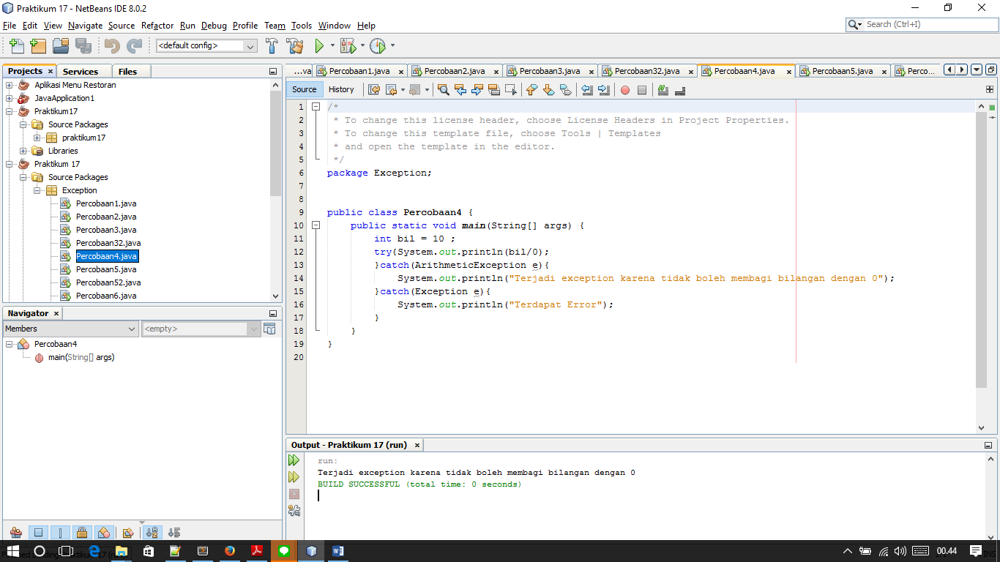 Praktikum 17 - NetBeans IDE 8.0.2
File Edit View Navigate Source Refactor Run Debug Profile Team Tools Window Help
Search (Ctrl+I)
<default config>
Projects Services Files
Aplikasi Menu Restoran
JavaApplication1
Praktikum17
Source Packages
praktikum17
Libraries
Praktikum 17
Source Packages
Exception
Percobaan1.java
Percobaan2.java
Percobaan3.java
Percobaan32.java
Percobaan4.java
Percobaan5.java
Percobaan52.java
Percobaan6.java
Navigator
Members <empty>
Percobaan4
main(String[] args)
...va Percobaan1.java Percobaan2.java Percobaan3.java Percobaan32.java Percobaan4.java Percobaan5.java Perco...
Source History
1 /*
2 * To change this license header, choose License Headers in Project Properties.
3 * To change this template file, choose Tools | Templates
4 * and open the template in the editor.
5 */
6 package Exception;
7
8
9 public class Percobaan4 {
10 public static void main(String[] args) {
11 int bil = 10 ;
12 try{System.out.println(bil/0);
13 }catch(ArithmeticException e){
14 System.out.println("Terjadi exception karena tidak boleh membagi bilangan dengan 0");
15 }catch(Exception e){
16 System.out.println("Terdapat Error");
17 }
18 }
19 }
20
Output - Praktikum 17 (run)
run:
Terjadi exception karena tidak boleh membagi bilangan dengan 0
BUILD SUCCESSFUL (total time: 0 seconds)
00.44
INS